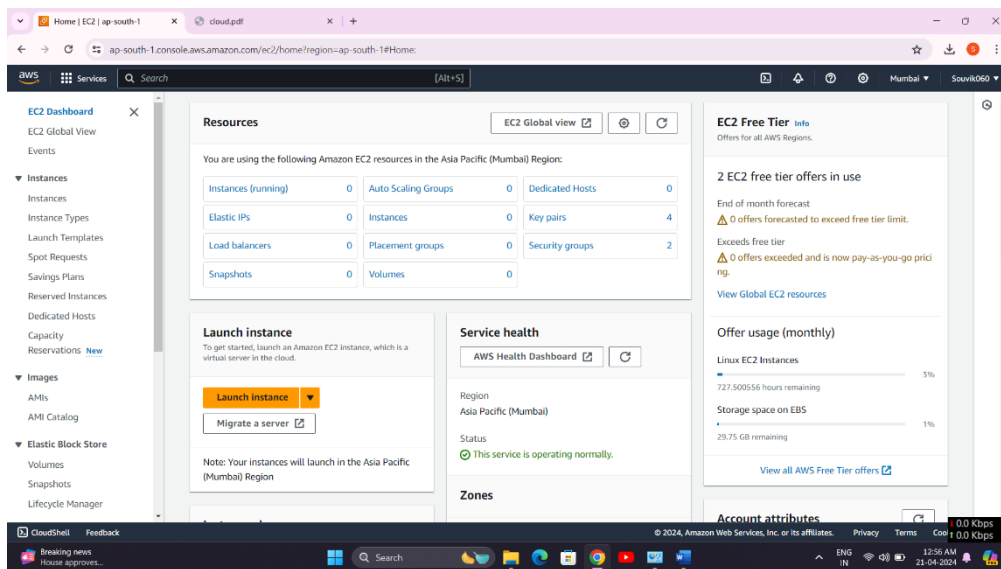 Home | EC2 | ap-south-1
cloud.pdf
ap-south-1.console.aws.amazon.com/ec2/home?region=ap-south-1#Home:
S
aws
Services
Search
[Alt+S]
Mumbai
Souvik060
EC2 Dashboard
EC2 Global View
Events
Instances
Instances
Instance Types
Launch Templates
Spot Requests
Savings Plans
Reserved Instances
Dedicated Hosts
Capacity
Reservations New
Images
AMIs
AMI Catalog
Elastic Block Store
Volumes
Snapshots
Lifecycle Manager
Resources
EC2 Global view
You are using the following Amazon EC2 resources in the Asia Pacific (Mumbai) Region:
Instances (running) 0
Auto Scaling Groups 0
Dedicated Hosts 0
Elastic IPs 0
Instances 0
Key pairs 4
Load balancers 0
Placement groups 0
Security groups 2
Snapshots 0
Volumes 0
Launch instance
To get started, launch an Amazon EC2 instance, which is a
virtual server in the cloud.
Launch instance
Migrate a server
Note: Your instances will launch in the Asia Pacific
(Mumbai) Region
Service health
AWS Health Dashboard
Region
Asia Pacific (Mumbai)
Status
This service is operating normally.
Zones
EC2 Free Tier Info
Offers for all AWS Regions.
2 EC2 free tier offers in use
End of month forecast
0 offers forecasted to exceed free tier limit.
Exceeds free tier
0 offers exceeded and is now pay-as-you-go prici
ng.
View Global EC2 resources
Offer usage (monthly)
Linux EC2 Instances
3%
727.500556 hours remaining
Storage space on EBS
1%
29.75 GB remaining
View all AWS Free Tier offers
Account attributes
CloudShell
Feedback
© 2024, Amazon Web Services, Inc. or its affiliates.
Privacy
Terms
0.0 Kbps
0.0 Kbps
Breaking news
House approves...
Search
ENG
IN
12:56 AM
21-04-2024